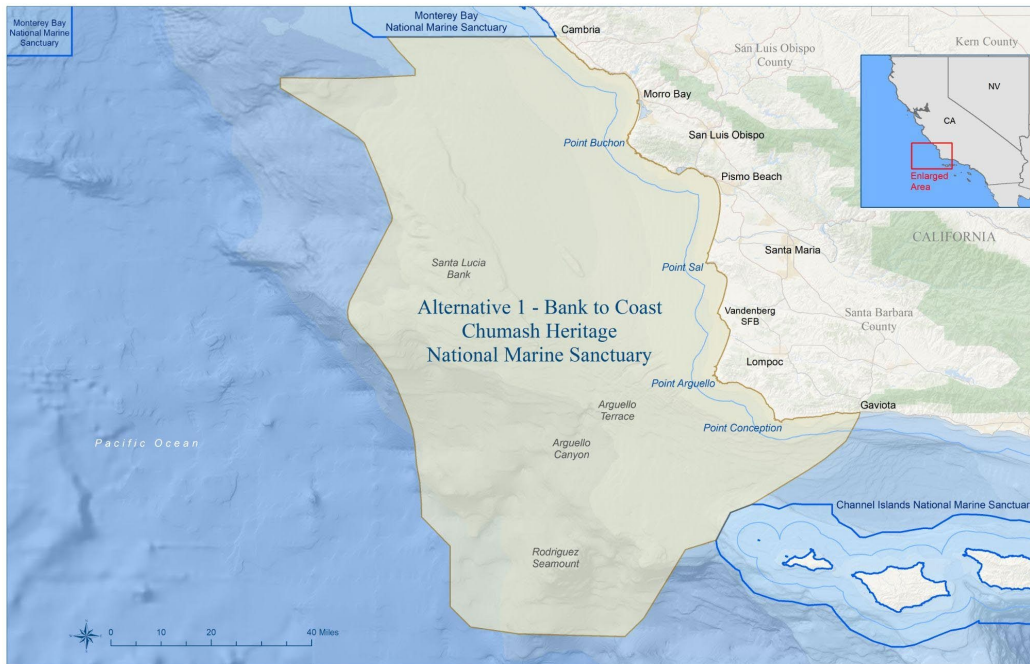 Monterey Bay
National Marine
Sanctuary
Monterey Bay
National Marine Sanctuary
Cambria
San Luis Obispo
County
Kern County
NV
CA
Enlarged
Area
Morro Bay
Point Buchon
San Luis Obispo
Pismo Beach
CALIFORNIA
Santa Maria
Santa Lucia
Bank
Point Sal
Alternative 1 - Bank to Coast
Chumash Heritage
National Marine Sanctuary
Vandenberg
SFB
Santa Barbara
County
Lompoc
Point Arguello
Arguello
Terrace
Gaviota
Point Conception
Pacific Ocean
Arguello
Canyon
Channel Islands National Marine Sanctuar
Rodriguez
Seamount
0 10 20 40 Miles